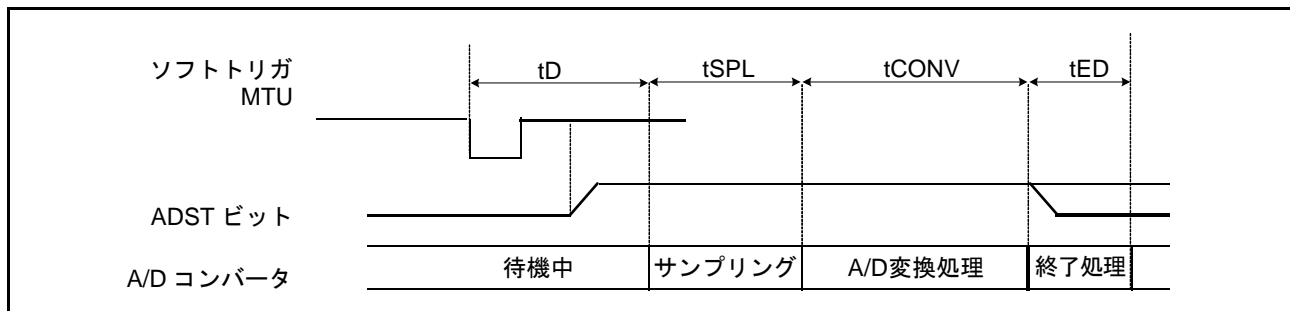 ソフトトリガ
MTU
tD
tSPL
tCONV
tED
ADST ビット
A/D コンバータ
待機中
サンプリング
A/D変換処理
終了処理